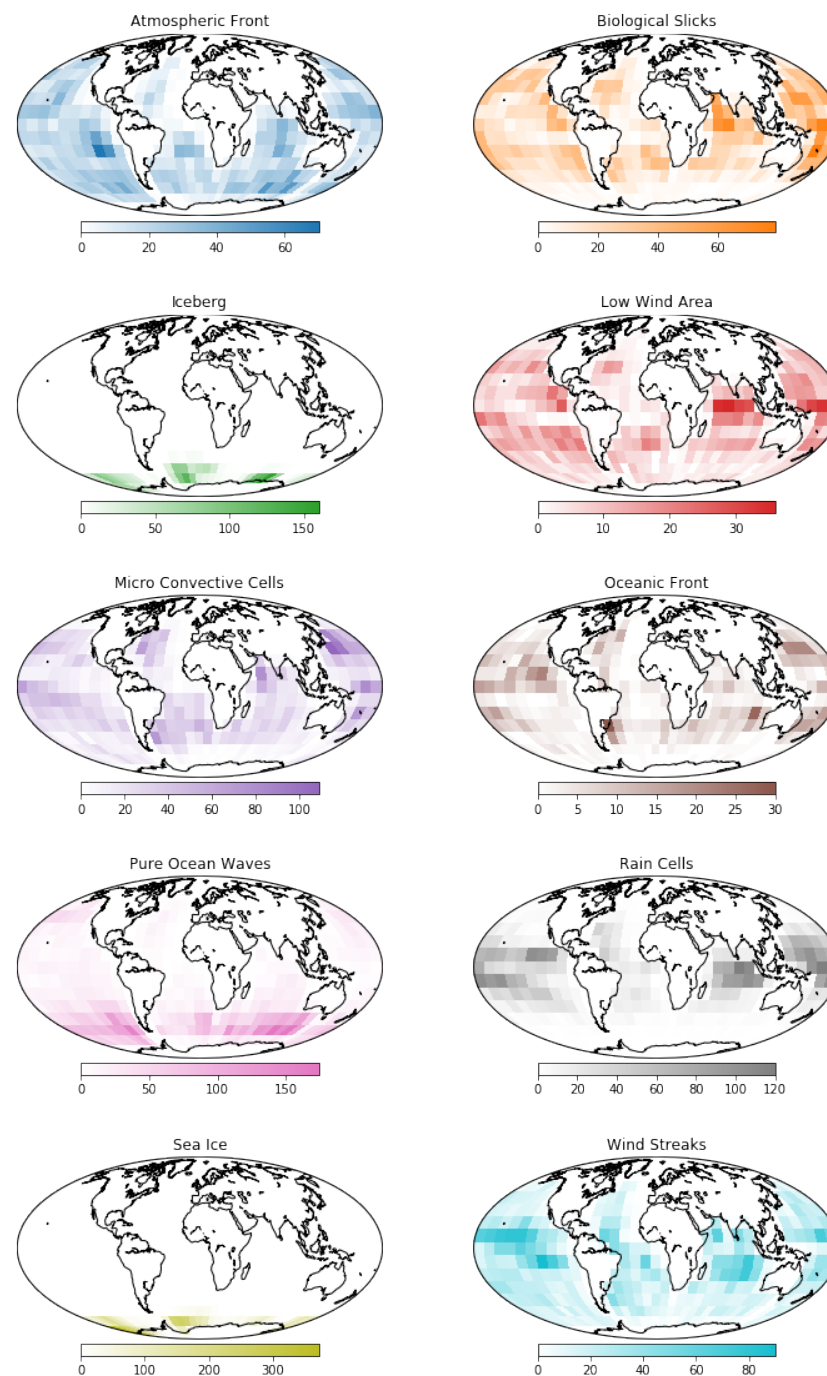 Atmospheric Front
0 20 40 60
Biological Slicks
0 20 40 60
Iceberg
0 50 100 150
Low Wind Area
0 10 20 30
Micro Convective Cells
0 20 40 60 80 100
Oceanic Front
0 5 10 15 20 25 30
Pure Ocean Waves
0 50 100 150
Rain Cells
0 20 40 60 80 100 120
Sea Ice
0 100 200 300
Wind Streaks
0 20 40 60 80